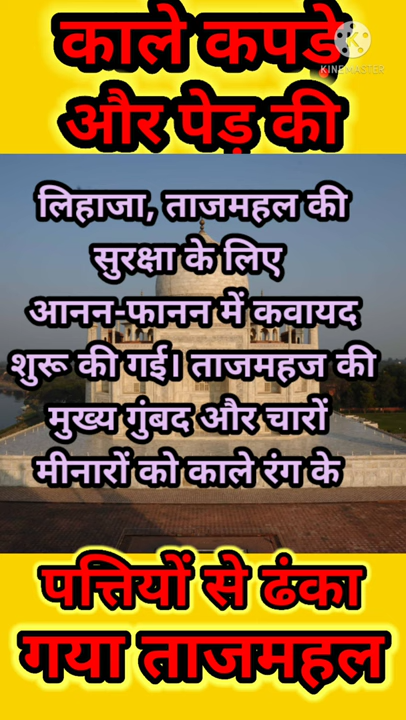 काले कपडे
KINEMASTER
और पेड़ की
लिहाजा, ताजमहल की
सुरक्षा के लिए
आनन-फानन में कवायद
शुरू की गई। ताजमहज की
मुख्य गुंबद और चारों
मीनारों को काले रंग के
पत्तियों से ढंका
गया ताजमहल